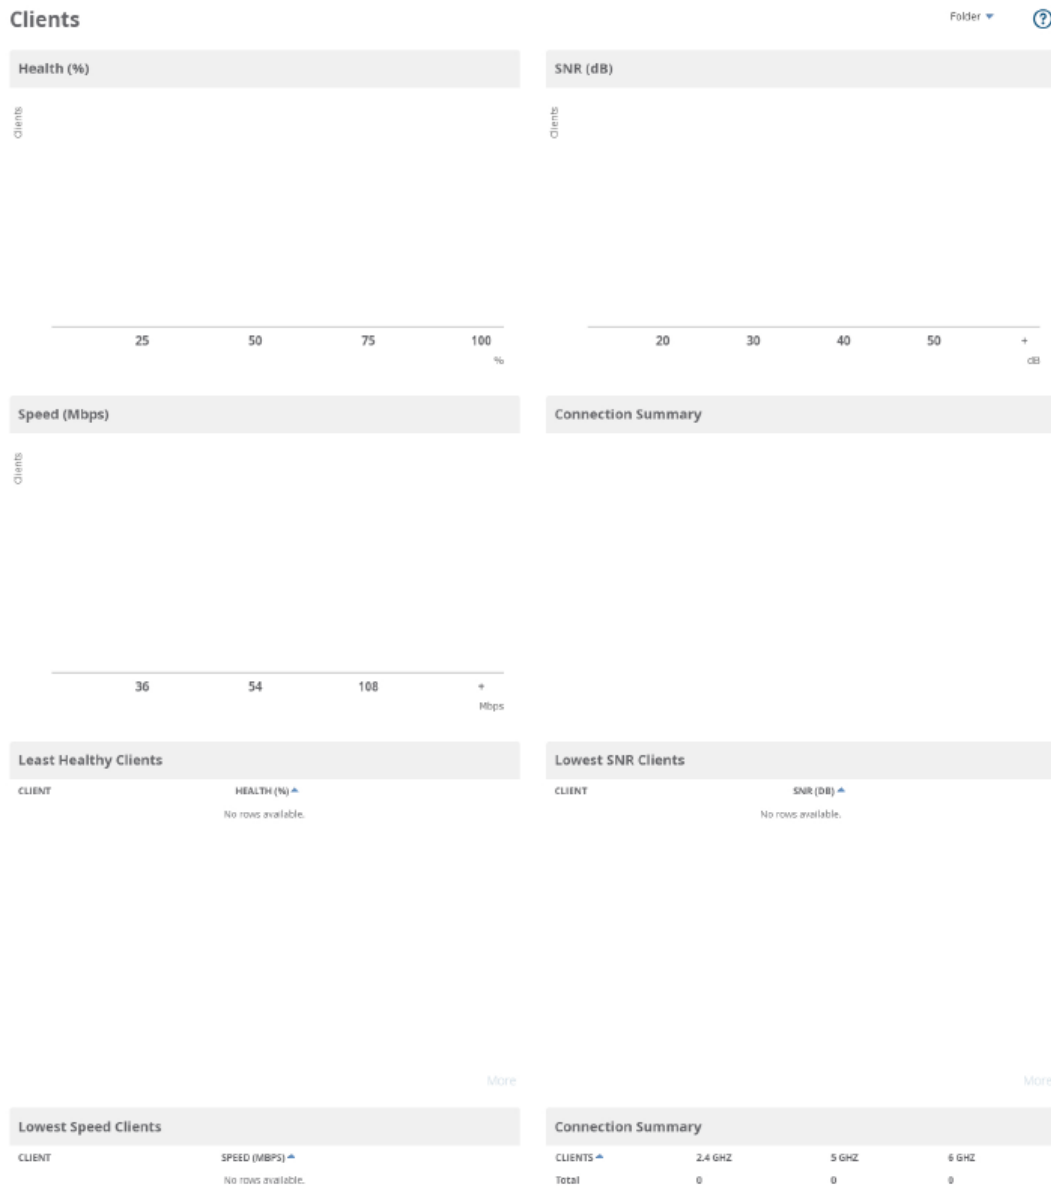 Clients
Folder
?
Health (%)
SNR (dB)
Clients
Clients
25 50 75 100
%
20 30 40 50 +
dB
Speed (Mbps)
Connection Summary
Clients
36 54 108 +
Mbps
Least Healthy Clients
Lowest SNR Clients
CLIENT HEALTH (%)
No rows available.
CLIENT SNR (DB)
No rows available.
More
More
Lowest Speed Clients
Connection Summary
CLIENT SPEED (MBPS)
No rows available.
CLIENTS 2.4 GHZ 5 GHZ 6 GHZ
Total 0 0 0